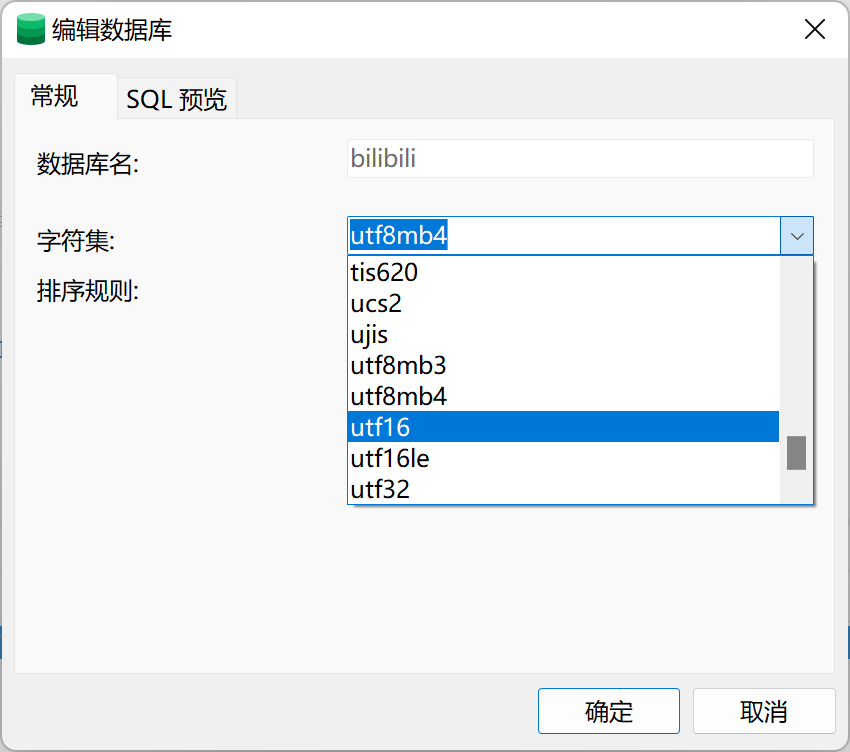 编辑数据库
常规
SQL 预览
数据库名:
bilibili
字符集:
utf8mb4
排序规则:
tis620
ucs2
ujis
utf8mb3
utf8mb4
utf16
utf16le
utf32
确定
取消